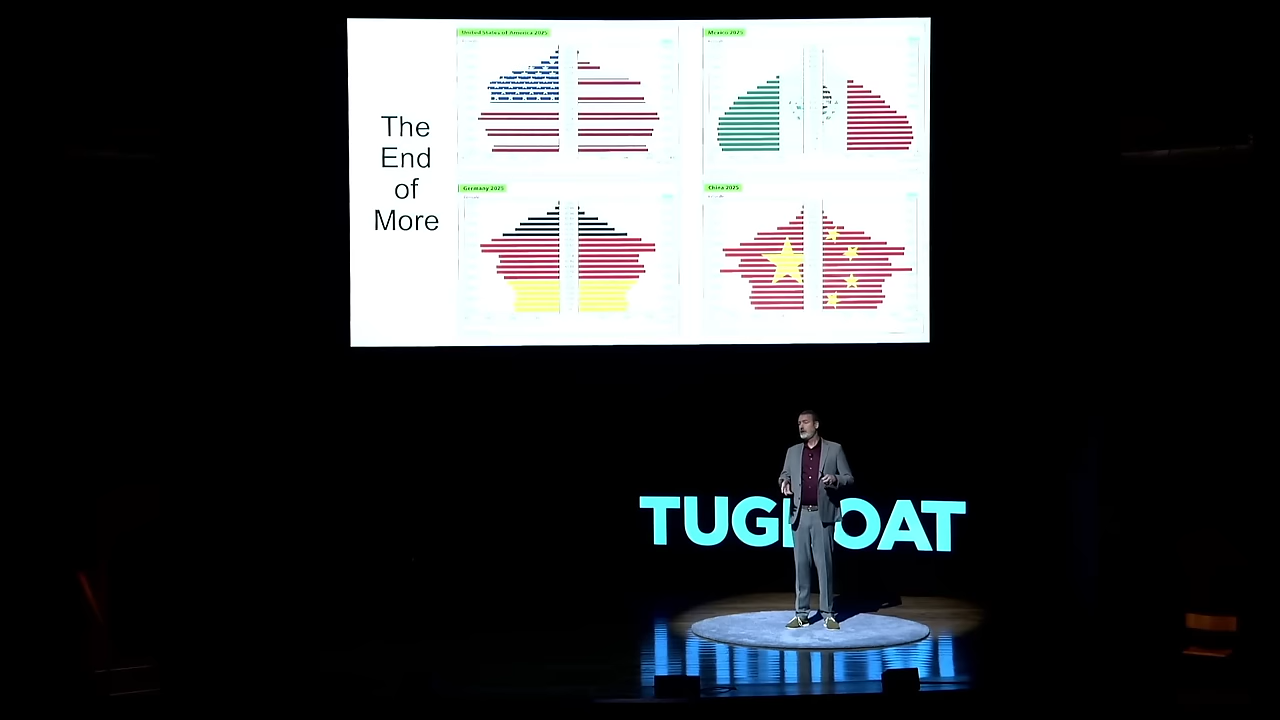 The
End
of
More
United States of America 2025
Mexico 2025
Germany 2025
China 2025
TUG OAT